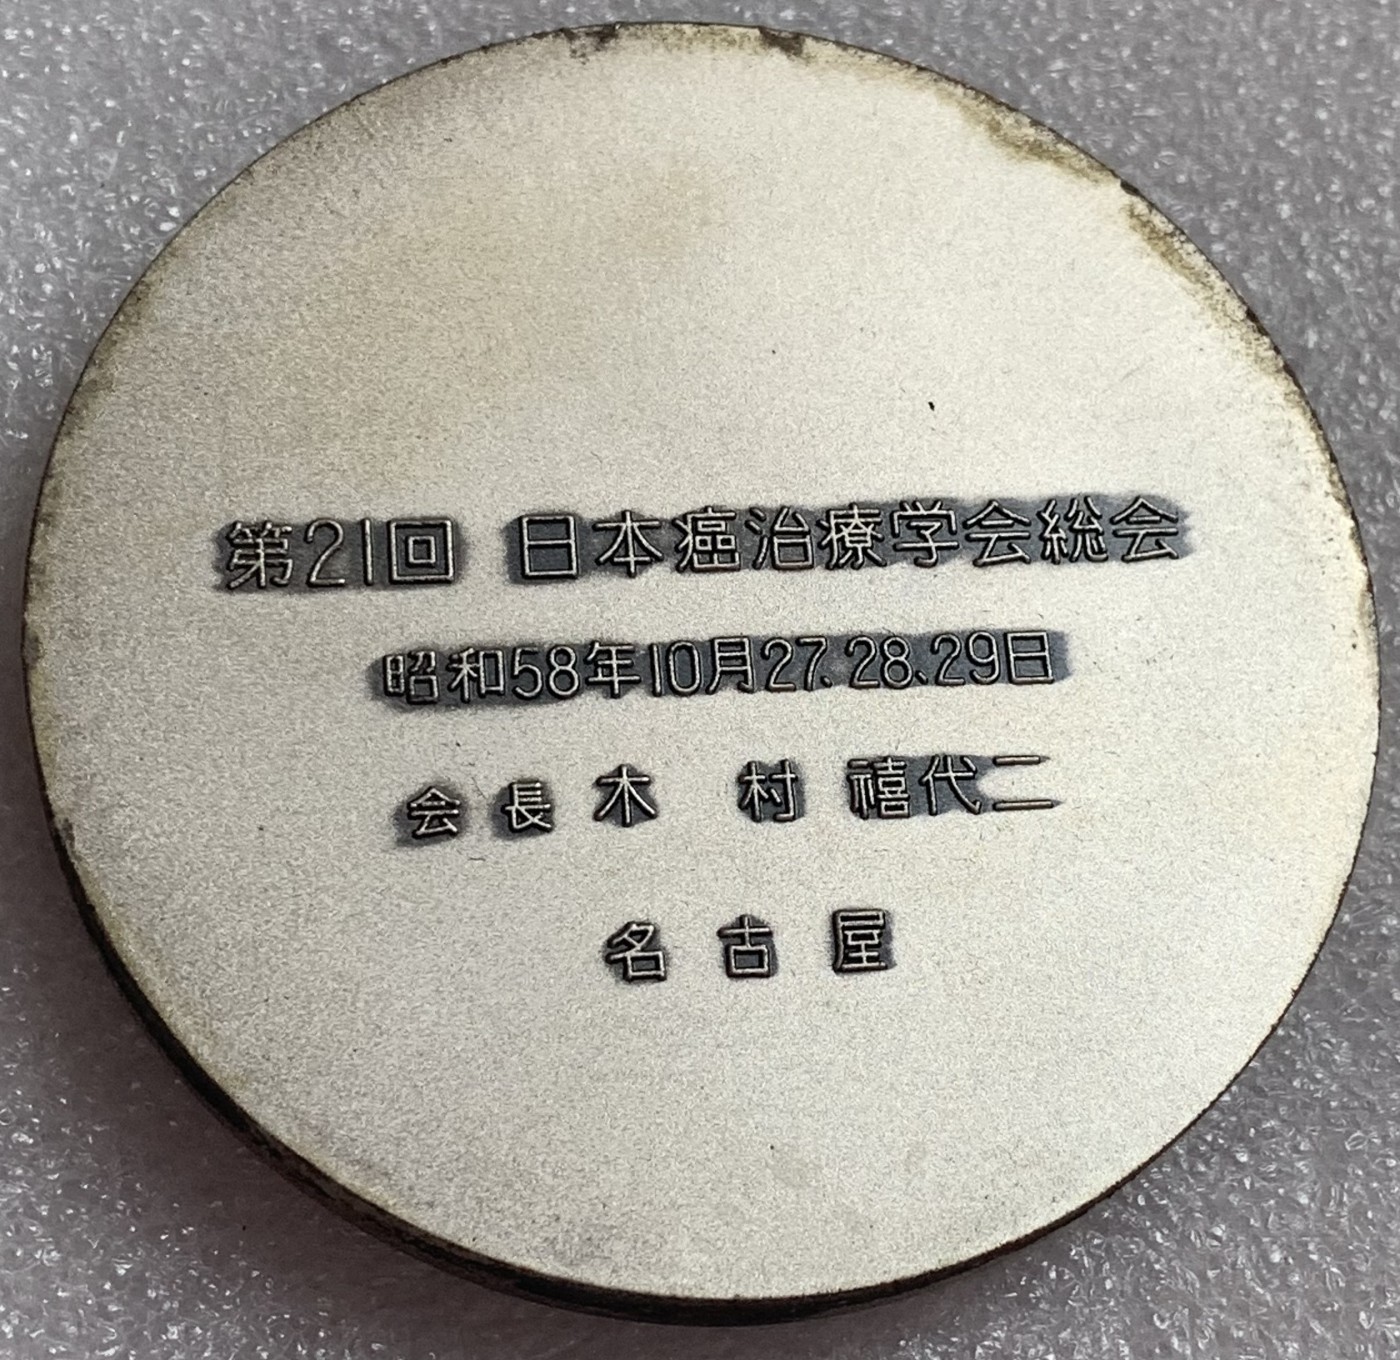 第21回 日本癌治療学会総会
昭和58年10月27.28、29日
会長木 村 禧代二
名古屋